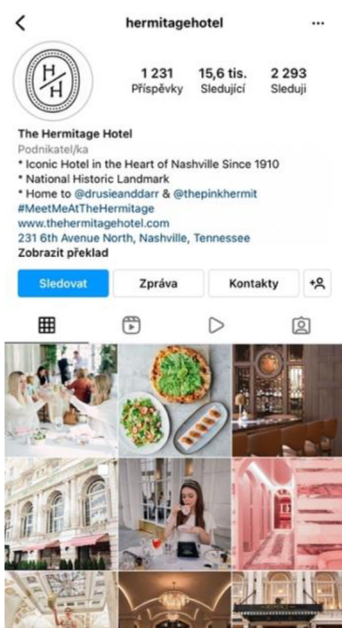 hermitagehotel
H/H
1 231 15,6 tis. 2 293
Příspěvky Sledující Sleduji
The Hermitage Hotel
Podnikatel/ka
* Iconic Hotel in the Heart of Nashville Since 1910
* National Historic Landmark
* Home to @drusieanddarr & @thepinkhermit
#MeetMeAtTheHermitage
www.thehermitagehotel.com
231 6th Avenue North, Nashville, Tennessee
Zobrazit překlad
Sledovat Zpráva Kontakty